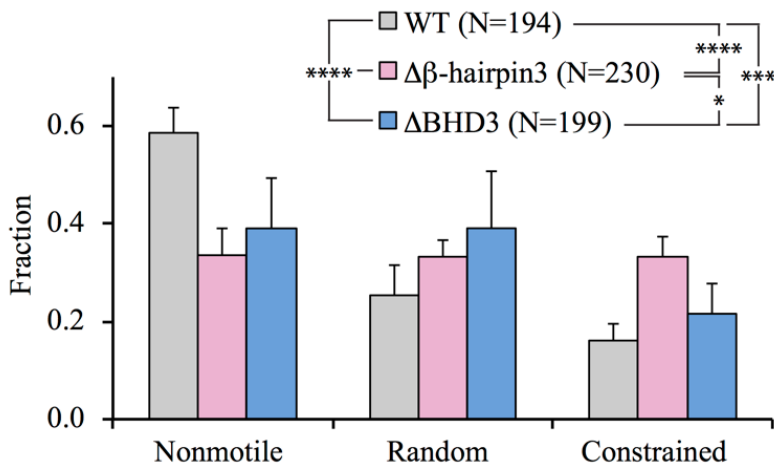 WT (N=194)
****
**** Δβ-hairpin3 (N=230) ***
*
ΔBHD3 (N=199)
0.6
0.4
0.2
0.0
Fraction
Nonmotile Random Constrained